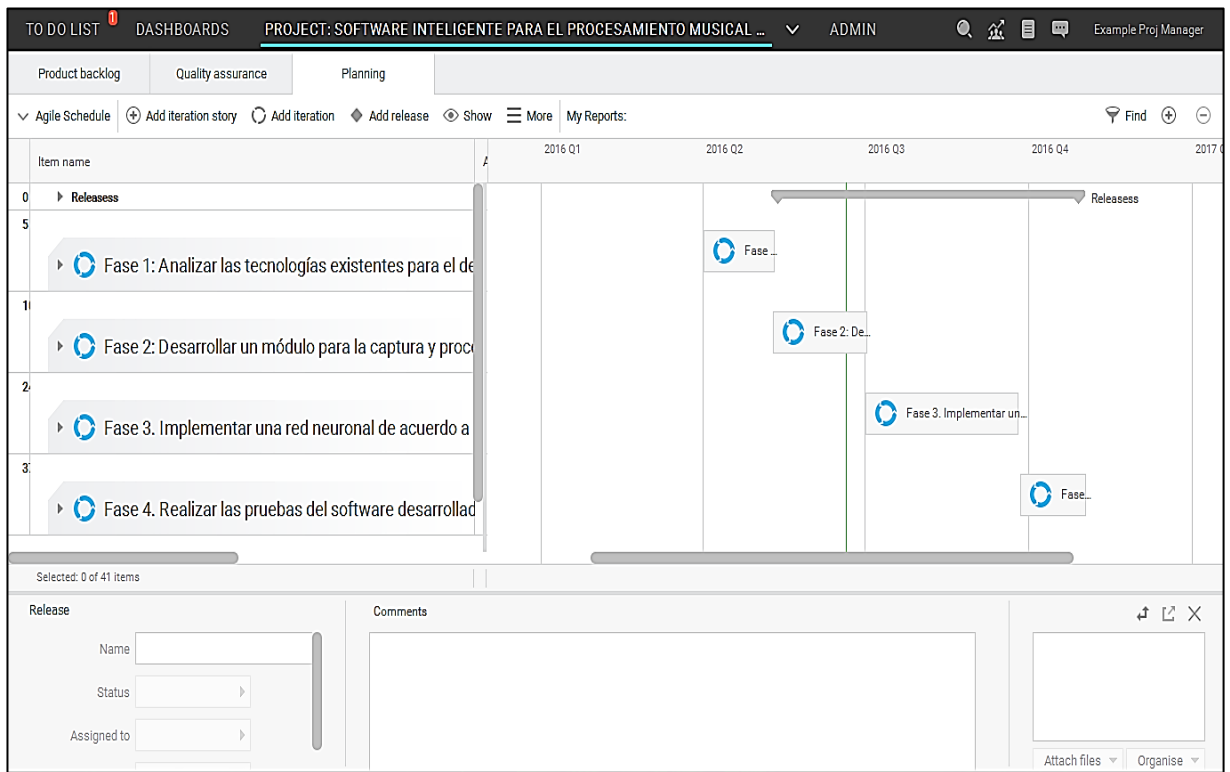 TO DO LIST 1 DASHBOARDS PROJECT: SOFTWARE INTELIGENTE PARA EL PROCESAMIENTO MUSICAL ... ADMIN Example Proj Manager
Product backlog Quality assurance Planning
Agile Schedule Add iteration story Add iteration Add release Show More My Reports: Find
Item name 2016 Q1 2016 Q2 2016 Q3 2016 Q4 2017
0 Releasess Releasess
5
Fase 1: Analizar las tecnologías existentes para el de Fase ...
10
Fase 2: Desarrollar un módulo para la captura y proc Fase 2: De...
24
Fase 3. Implementar una red neuronal de acuerdo a Fase 3. Implementar un...
37
Fase 4. Realizar las pruebas del software desarrollad Fase...
Selected: 0 of 41 items
Release Comments
Name
Status
Assigned to
Attach files Organise